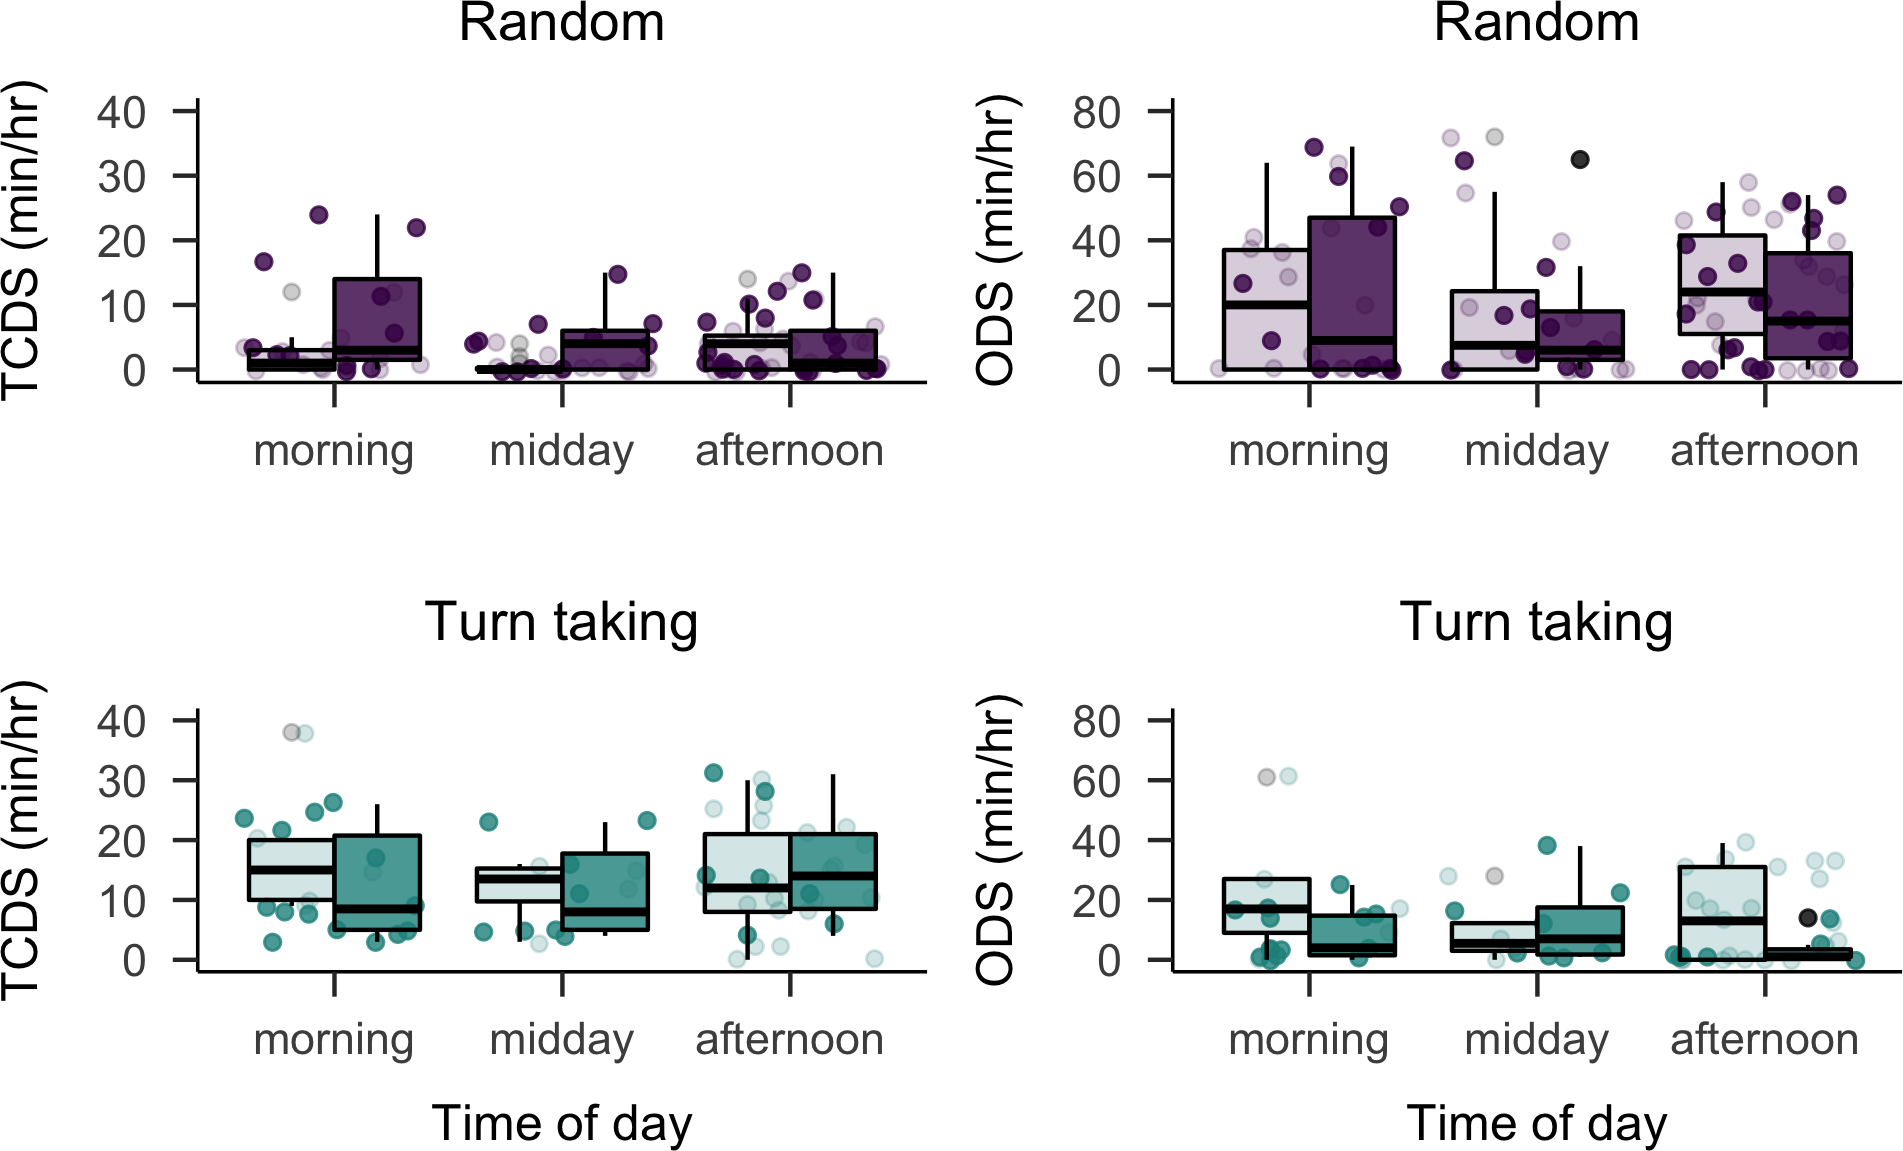 Random
TCDS (min/hr)
40
30
20
10
0
morning midday afternoon
Random
ODS (min/hr)
80
60
40
20
0
morning midday afternoon
Turn taking
TCDS (min/hr)
40
30
20
10
0
morning midday afternoon
Time of day
Turn taking
ODS (min/hr)
80
60
40
20
0
morning midday afternoon
Time of day